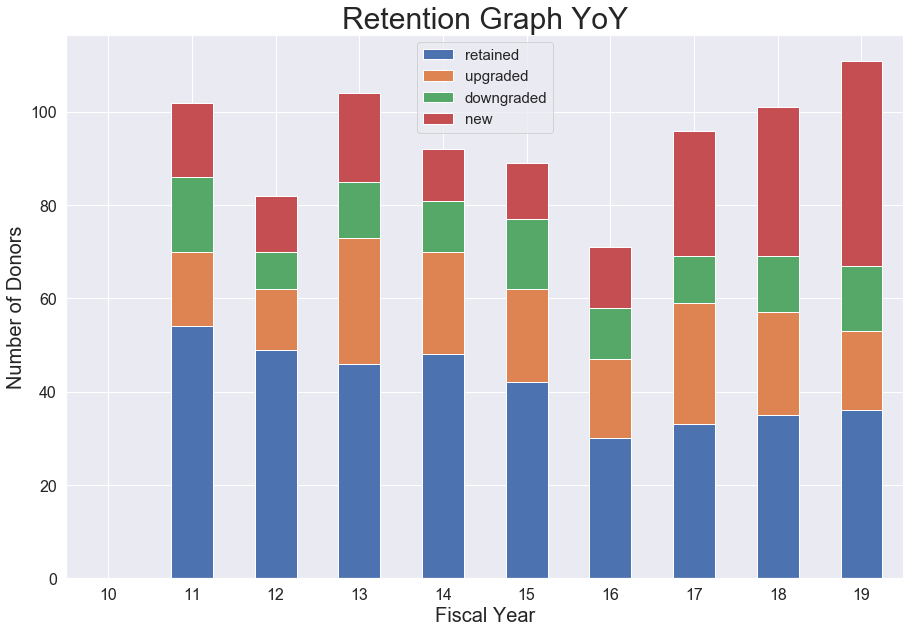 Retention Graph YoY
retained
upgraded
downgraded
new
Number of Donors
100
80
60
40
20
0
10 11 12 13 14 15 16 17 18 19
Fiscal Year